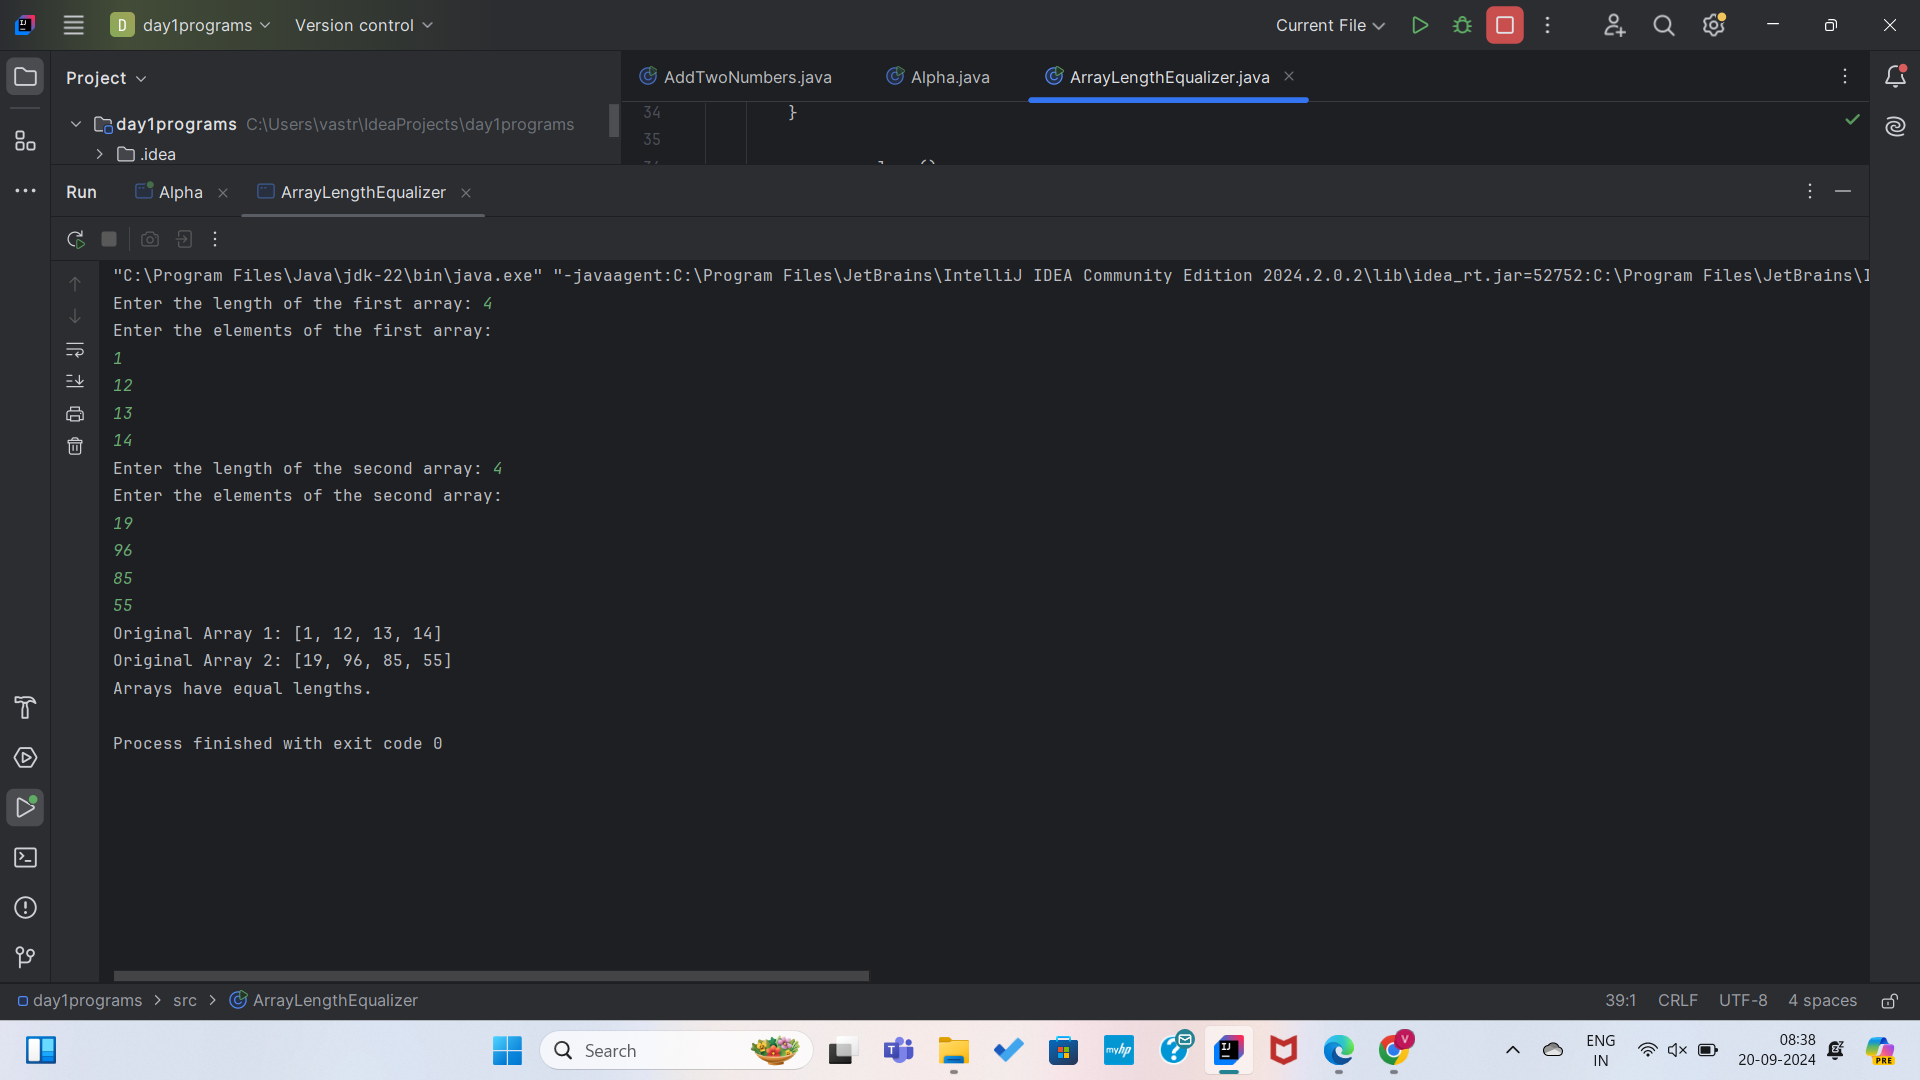 D day1programs Version control Current File
Project
AddTwoNumbers.java Alpha.java ArrayLengthEqualizer.java
day1programs C:\Users\vastr\IdeaProjects\day1programs
.idea
34 }
35
Run Alpha ArrayLengthEqualizer
"C:\Program Files\Java\jdk-22\bin\java.exe" "-javaagent:C:\Program Files\JetBrains\IntelliJ IDEA Community Edition 2024.2.0.2\lib\idea_rt.jar=52752:C:\Program Files\JetBrains\I
Enter the length of the first array: 4
Enter the elements of the first array:
1
12
13
14
Enter the length of the second array: 4
Enter the elements of the second array:
19
96
85
55
Original Array 1: [1, 12, 13, 14]
Original Array 2: [19, 96, 85, 55]
Arrays have equal lengths.
Process finished with exit code 0
day1programs > src > ArrayLengthEqualizer
39:1 CRLF UTF-8 4 spaces
Search
myhp
V
ENG
IN
08:38
20-09-2024
PRE